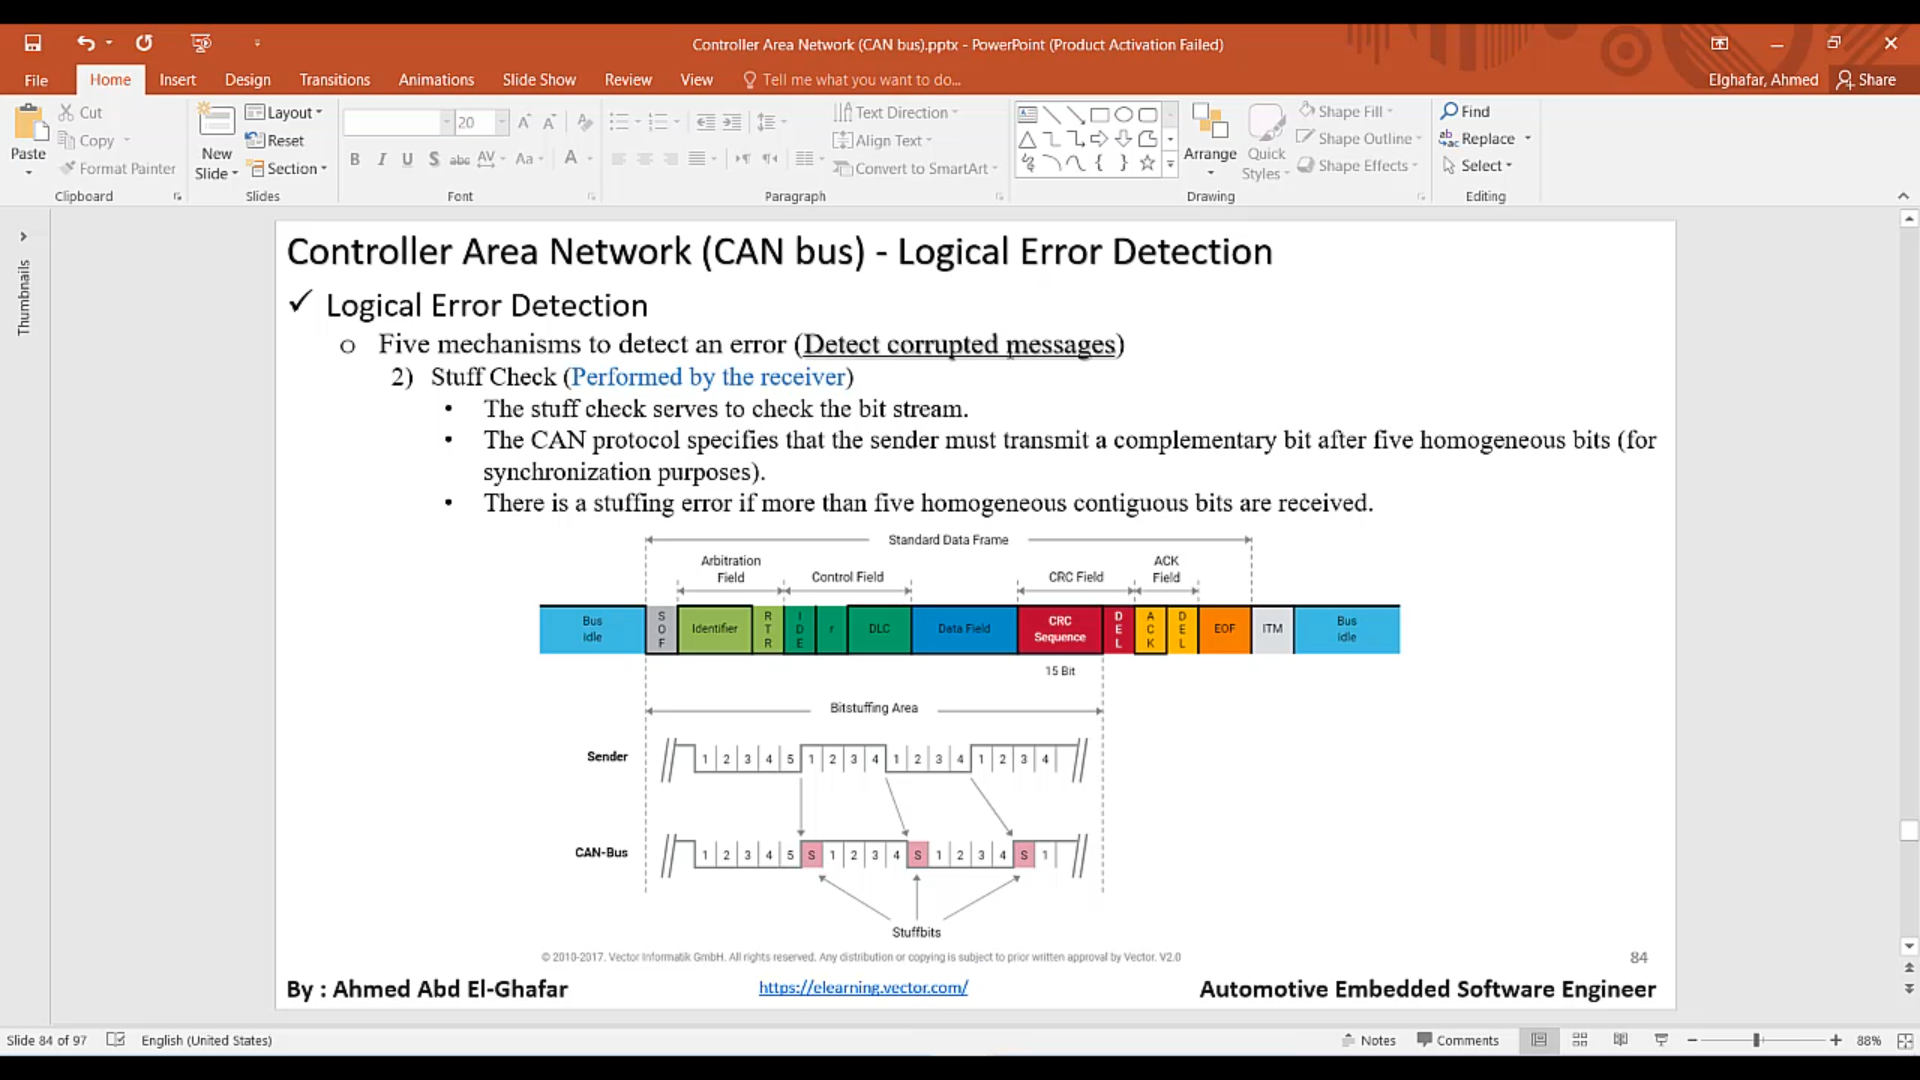 Controller Area Network (CAN bus).pptx - PowerPoint (Product Activation Failed)
File Home Insert Design Transitions Animations Slide Show Review View Tell me what you want to do... Elghafar, Ahmed Share
Paste
Cut
Copy
Format Painter
Clipboard
New Slide
Layout
Reset
Section
Slides
20
B I U S abc AV Aa A
Font
Text Direction
Align Text
Convert to SmartArt
Paragraph
Arrange
Quick Styles
Shape Fill
Shape Outline
Shape Effects
Drawing
Find
Replace
Select
Editing
Thumbnails
Controller Area Network (CAN bus) - Logical Error Detection
✓ Logical Error Detection
o Five mechanisms to detect an error (Detect corrupted messages)
2) Stuff Check (Performed by the receiver)
• The stuff check serves to check the bit stream.
• The CAN protocol specifies that the sender must transmit a complementary bit after five homogeneous bits (for
synchronization purposes).
• There is a stuffing error if more than five homogeneous contiguous bits are received.
Standard Data Frame
Arbitration Field
Control Field
CRC Field
ACK Field
Bus idle SOF Identifier RTR IDE r DLC Data Field CRC Sequence DEL ACK DEL EOF ITM Bus idle
15 Bit
Bitstuffing Area
Sender 1 2 3 4 5 1 2 3 4 1 2 3 4 1 2 3 4
CAN-Bus 1 2 3 4 5 S 1 2 3 4 S 1 2 3 4 S 1
Stuffbits
© 2010-2017. Vector Informatik GmbH. All rights reserved. Any distribution or copying is subject to prior written approval by Vector. V2.0
84
By : Ahmed Abd El-Ghafar
https://elearning.vector.com/
Automotive Embedded Software Engineer
Slide 84 of 97 English (United States) Notes Comments 88%